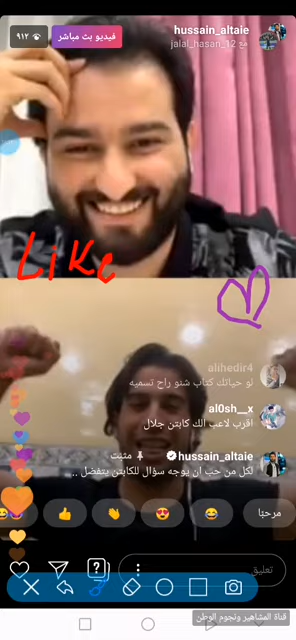 hussain_altaie
مع jalal_hasan_12
فيديو بث مباشر
٩١٢
Like
alihedir4
لو حياتك كتاب شنو راح تسميه
al0sh__x
أقرب لاعب الك كابتن جلال
hussain_altaie مثبت
لكل من حب ان يوجه سؤال للكابتن يتفضل ..
مرحبًا
تعليق
قناة المشاهير ونجوم الوطن